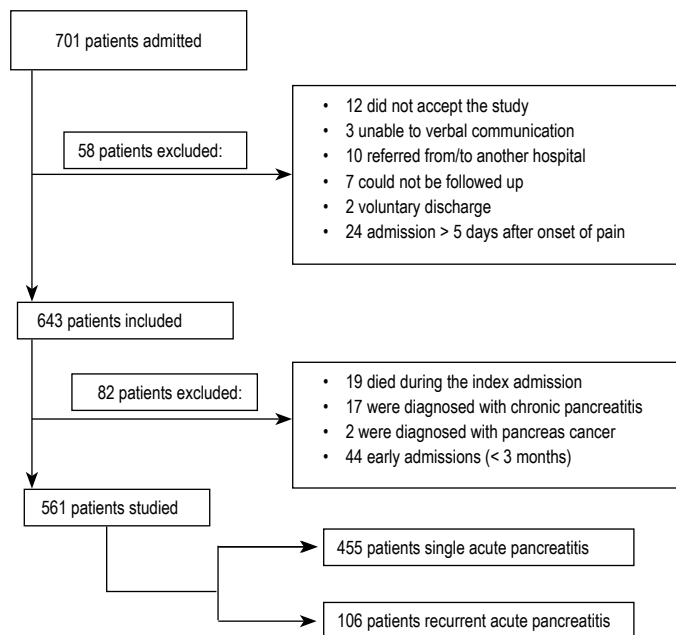 701 patients admitted
58 patients excluded:
• 12 did not accept the study
• 3 unable to verbal communication
• 10 referred from/to another hospital
• 7 could not be followed up
• 2 voluntary discharge
• 24 admission > 5 days after onset of pain
643 patients included
82 patients excluded:
• 19 died during the index admission
• 17 were diagnosed with chronic pancreatitis
• 2 were diagnosed with pancreas cancer
• 44 early admissions (< 3 months)
561 patients studied
455 patients single acute pancreatitis
106 patients recurrent acute pancreatitis